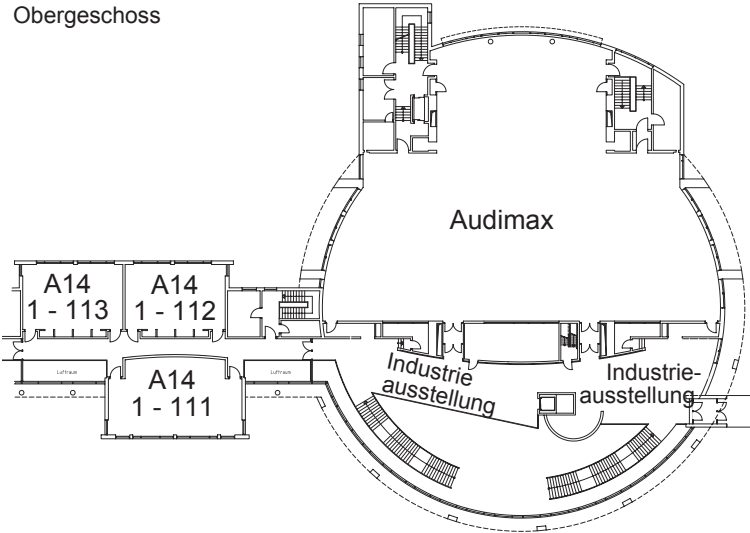 Obergeschoss
Audimax
A14
1 - 113
A14
1 - 112
Luftraum
A14
1 - 111
Luftraum
Industrie
ausstellung
Industrie-
ausstellung